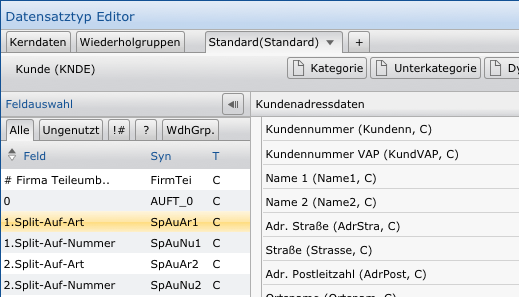 Datensatztyp Editor
Kerndaten Wiederholgruppen Standard(Standard) +
Kunde (KNDE) Kategorie Unterkategorie
Feldauswahl
Alle Ungenutzt !# ? WdhGrp.
Feld Syn T
# Firma Teileumb.. FirmTei C
0 AUFT_0 C
1.Split-Auf-Art SpAuAr1 C
1.Split-Auf-Nummer SpAuNu1 C
2.Split-Auf-Art SpAuAr2 C
2.Split-Auf-Nummer SpAuNu2 C
Kundenadressdaten
Kundennummer (Kundenn, C)
Kundennummer VAP (KundVAP, C)
Name 1 (Name1, C)
Name 2 (Name2, C)
Adr. Straße (AdrStra, C)
Straße (Strasse, C)
Adr. Postleitzahl (AdrPost, C)